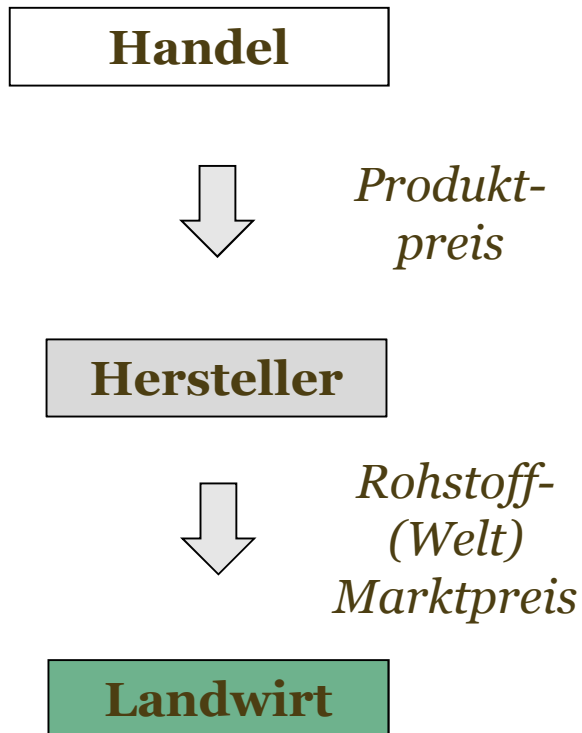 Handel
Produkt-
preis
Hersteller
Rohstoff-
(Welt)
Marktpreis
Landwirt